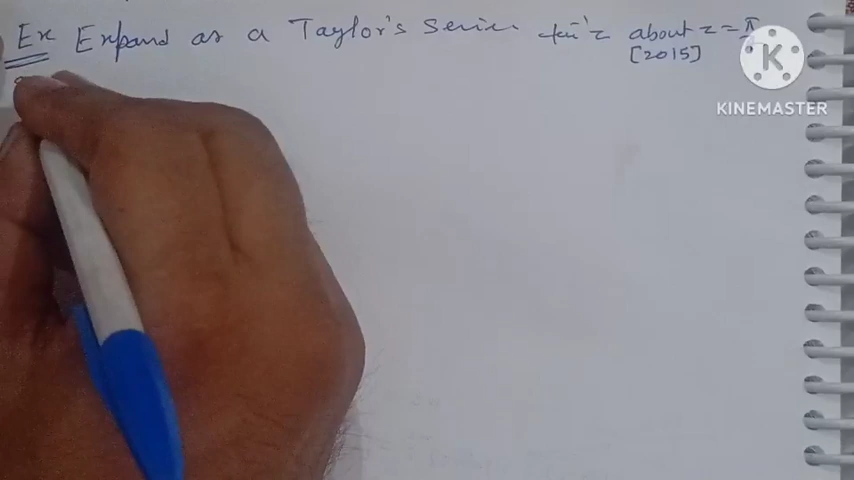 Ex Expand as a Taylor's Series tan⁻¹z about z = π
[2015]
K
KINEMASTER